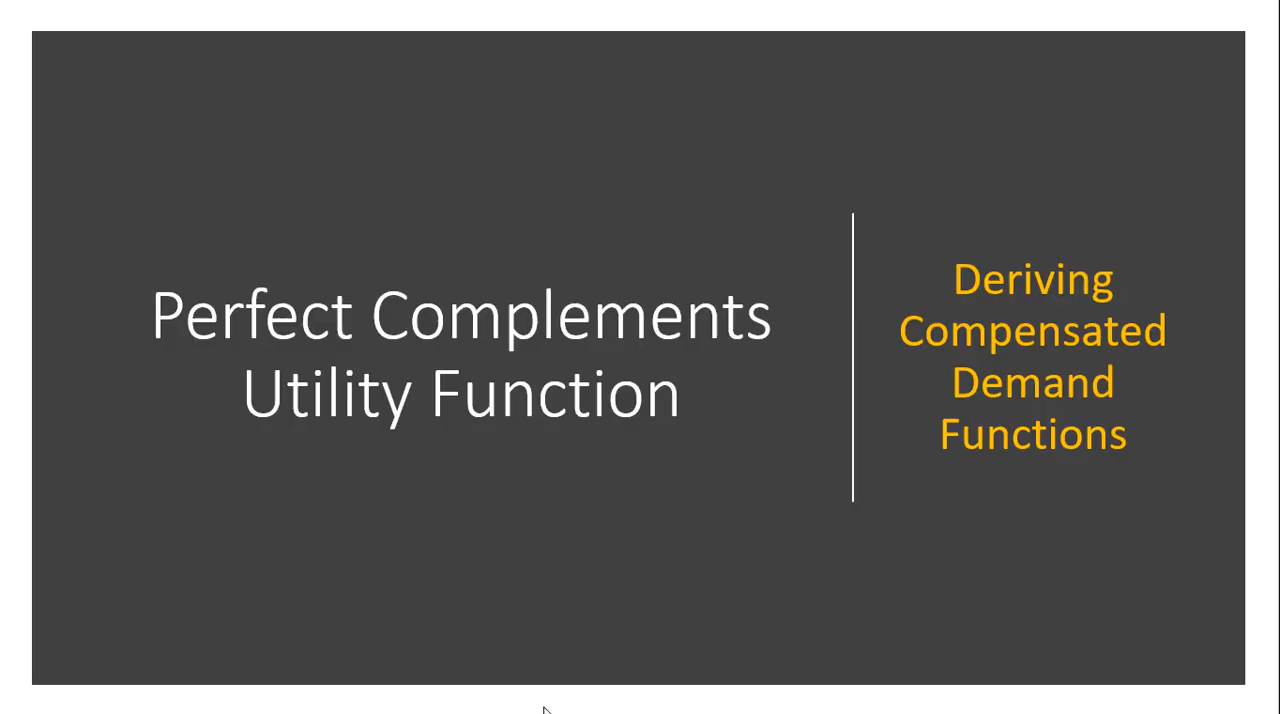 Perfect Complements
Utility Function
Deriving
Compensated
Demand
Functions